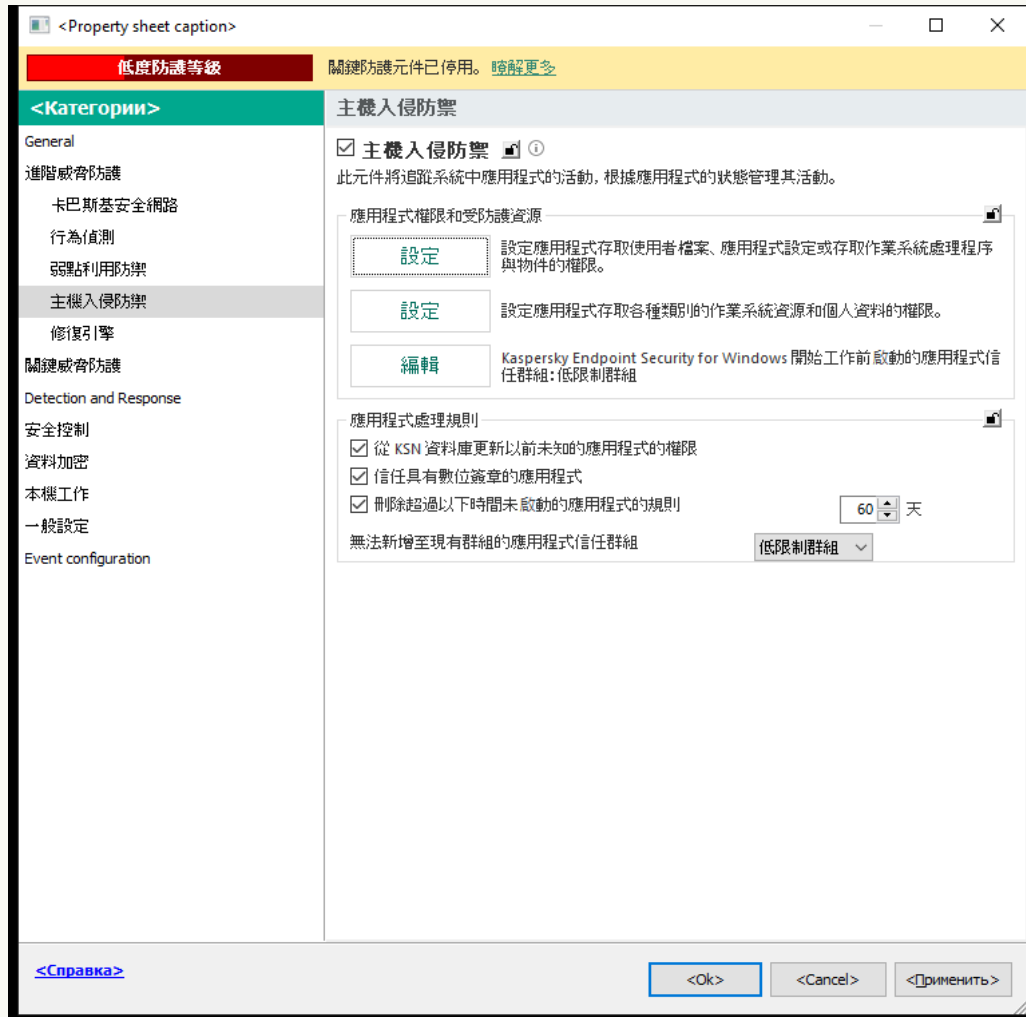 <Property sheet caption>
低度防護等級
關鍵防護元件已停用。 瞭解更多
<Категории>
General
進階威脅防護
卡巴斯基安全網路
行為偵測
弱點利用防禦
主機入侵防禦
修復引擎
關鍵威脅防護
Detection and Response
安全控制
資料加密
本機工作
一般設定
Event configuration
主機入侵防禦
主機入侵防禦
此元件將追蹤系統中應用程式的活動, 根據應用程式的狀態管理其活動。
應用程式權限和受防護資源
設定
設定應用程式存取使用者檔案、應用程式設定或存取作業系統處理程序
與物件的權限。
設定
設定應用程式存取各種類別的作業系統資源和個人資料的權限。
編輯
Kaspersky Endpoint Security for Windows 開始工作前啟動的應用程式信
任群組: 低限制群組
應用程式處理規則
從 KSN 資料庫更新以前未知的應用程式的權限
信任具有數位簽章的應用程式
刪除超過以下時間未啟動的應用程式的規則
60 天
無法新增至現有群組的應用程式信任群組
低限制群組
<Справка>
<Ok>
<Cancel>
<Применить>